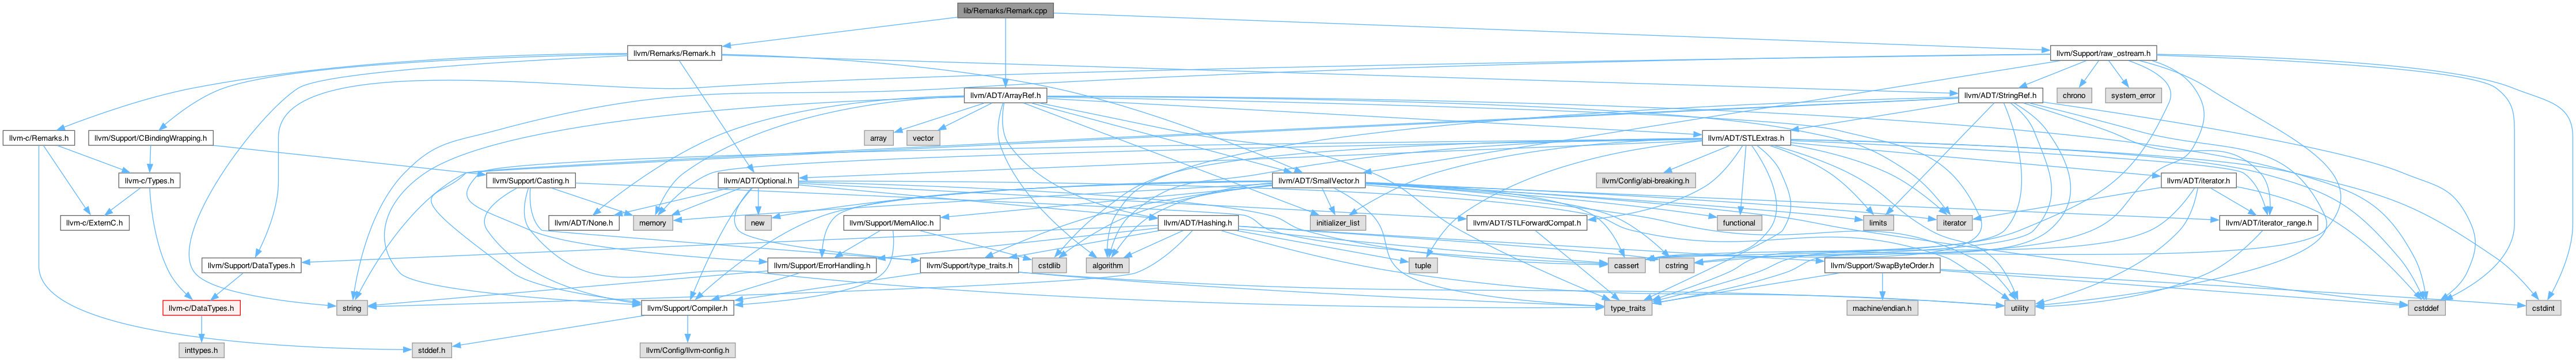 lib/Remarks/Remark.cpp
llvm/Remarks/Remark.h
llvm/Support/raw_ostream.h
llvm/ADT/ArrayRef.h
llvm/ADT/StringRef.h
chrono
system_error
llvm-c/Remarks.h
llvm/Support/CBindingWrapping.h
array
vector
llvm/ADT/STLExtras.h
llvm-c/Types.h
llvm/Support/Casting.h
llvm/ADT/Optional.h
llvm/ADT/SmallVector.h
llvm/Config/abi-breaking.h
llvm/ADT/iterator.h
llvm-c/ExternC.h
llvm/ADT/None.h
memory
new
llvm/Support/MemAlloc.h
llvm/ADT/Hashing.h
initializer_list
llvm/ADT/STLForwardCompat.h
functional
limits
iterator
llvm/ADT/iterator_range.h
llvm/Support/DataTypes.h
llvm/Support/ErrorHandling.h
llvm/Support/type_traits.h
cstdlib
algorithm
tuple
cassert
cstring
llvm/Support/SwapByteOrder.h
llvm-c/DataTypes.h
string
llvm/Support/Compiler.h
type_traits
machine/endian.h
utility
cstddef
cstdint
inttypes.h
stddef.h
llvm/Config/llvm-config.h